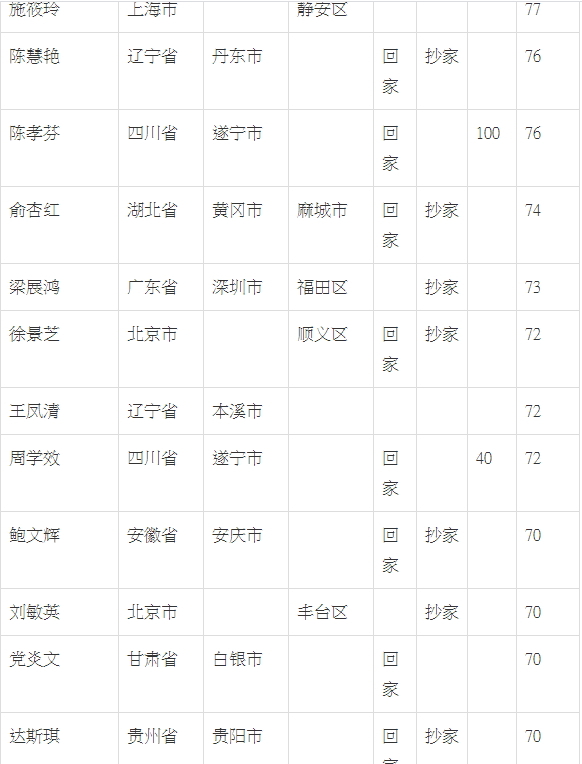 施筱玲 上海市 静安区 77
陈慧艳 辽宁省 丹东市 回家 抄家 76
陈孝芬 四川省 遂宁市 回家 100 76
俞杏红 湖北省 黄冈市 麻城市 回家 抄家 74
梁展鸿 广东省 深圳市 福田区 抄家 73
徐景芝 北京市 顺义区 回家 抄家 72
王凤清 辽宁省 本溪市 72
周学效 四川省 遂宁市 回家 40 72
鲍文辉 安徽省 安庆市 回家 抄家 70
刘敏英 北京市 丰台区 抄家 70
党炎文 甘肃省 白银市 回家 70
达斯琪 贵州省 贵阳市 回家 抄家 70